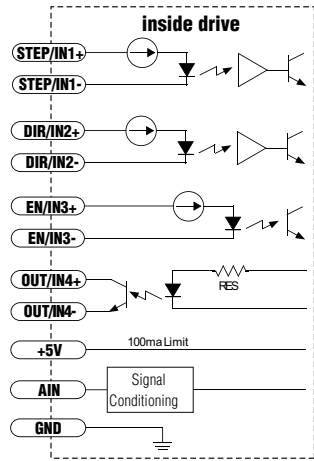 inside drive
STEP/IN1+
STEP/IN1-
DIR/IN2+
DIR/IN2-
EN/IN3+
EN/IN3-
OUT/IN4+
RES
OUT/IN4-
100ma Limit
+5V
Signal
AIN
Conditioning
GND